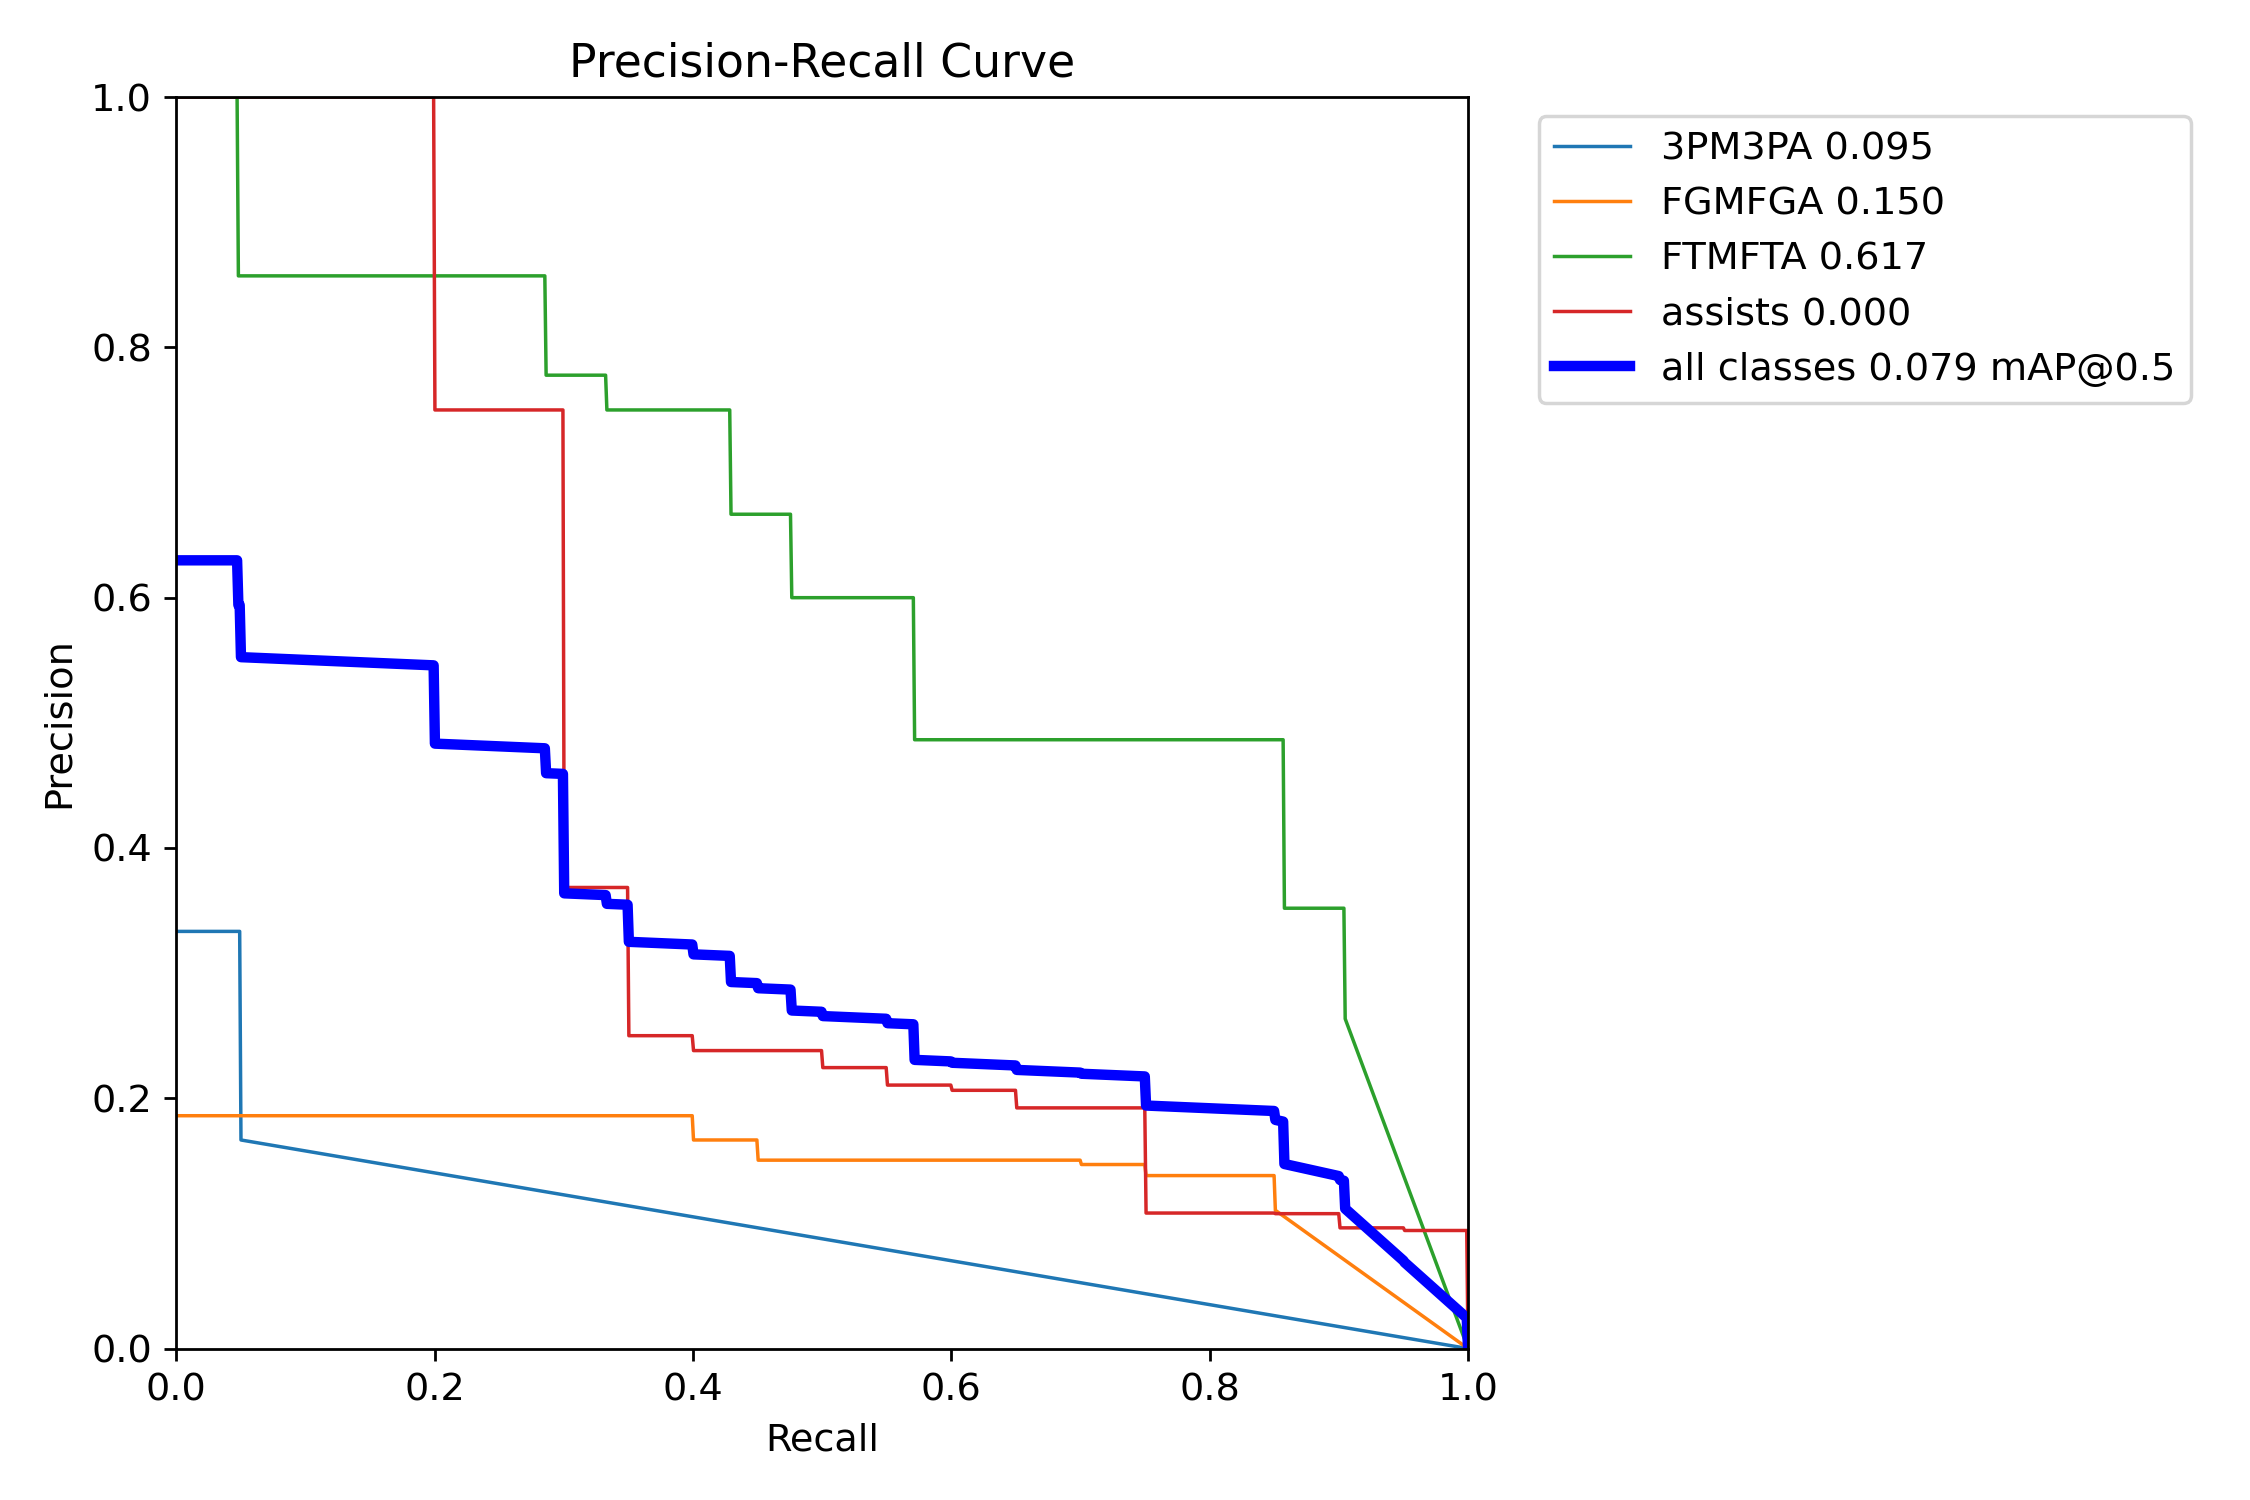 Precision-Recall Curve
1.0
0.8
0.6
0.4
0.2
0.0
Precision
0.0 0.2 0.4 0.6 0.8 1.0
Recall
3PM3PA 0.095
FGMFGA 0.150
FTMFTA 0.617
assists 0.000
all classes 0.079 mAP@0.5